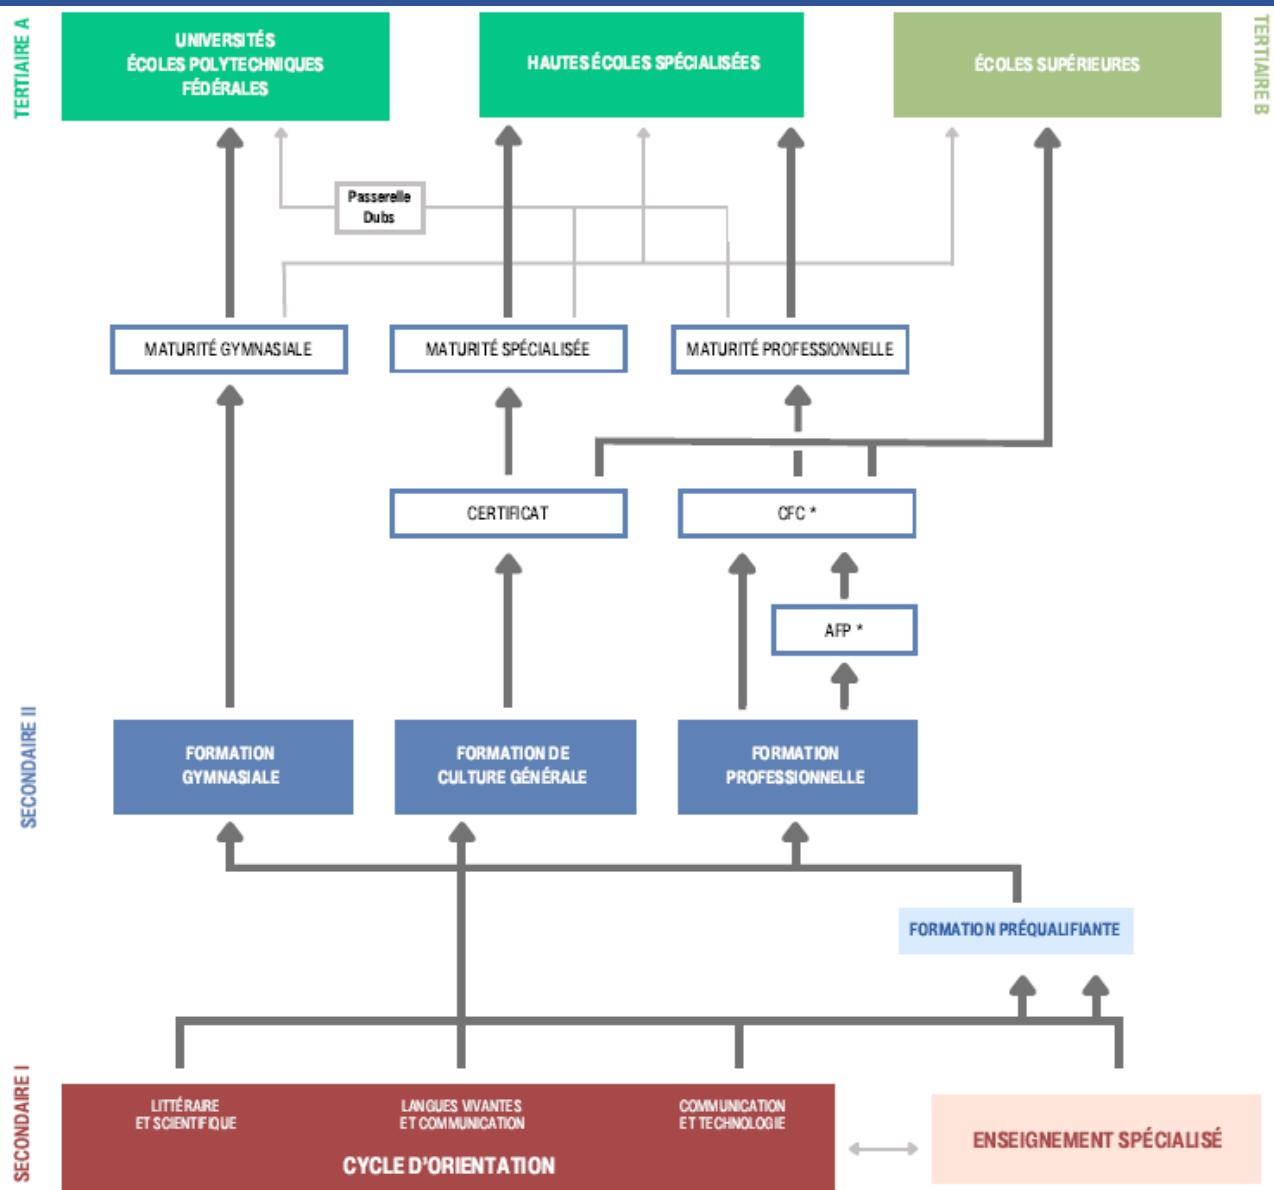 TERTIAIRE A
UNIVERSITÉS
ÉCOLES POLYTECHNIQUES
FÉDÉRALES
HAUTES ÉCOLES SPÉCIALISÉES
ÉCOLES SUPÉRIEURES
TERTIAIRE B
Passerelle
Dubs
MATURITÉ GYMNASIALE
MATURITÉ SPÉCIALISÉE
MATURITÉ PROFESSIONNELLE
CERTIFICAT
CFC *
AFP *
SECONDAIRE II
FORMATION
GYMNASIALE
FORMATION DE
CULTURE GÉNÉRALE
FORMATION
PROFESSIONNELLE
FORMATION PRÉQUALIFIANTE
SECONDAIRE I
LITTÉRAIRE
ET SCIENTIFIQUE
LANGUES VIVANTES
ET COMMUNICATION
COMMUNICATION
ET TECHNOLOGIE
CYCLE D'ORIENTATION
ENSEIGNEMENT SPÉCIALISÉ